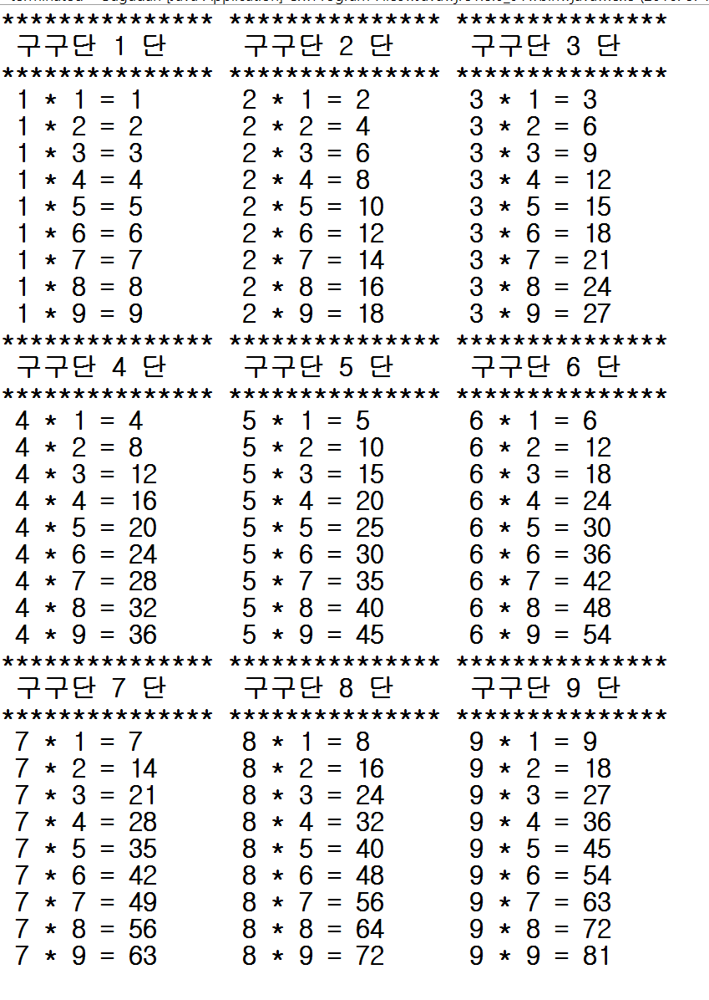 *************** *************** ***************
구구단 1 단 구구단 2 단 구구단 3 단
*************** *************** ***************
1 * 1 = 1 2 * 1 = 2 3 * 1 = 3
1 * 2 = 2 2 * 2 = 4 3 * 2 = 6
1 * 3 = 3 2 * 3 = 6 3 * 3 = 9
1 * 4 = 4 2 * 4 = 8 3 * 4 = 12
1 * 5 = 5 2 * 5 = 10 3 * 5 = 15
1 * 6 = 6 2 * 6 = 12 3 * 6 = 18
1 * 7 = 7 2 * 7 = 14 3 * 7 = 21
1 * 8 = 8 2 * 8 = 16 3 * 8 = 24
1 * 9 = 9 2 * 9 = 18 3 * 9 = 27
*************** *************** ***************
구구단 4 단 구구단 5 단 구구단 6 단
*************** *************** ***************
4 * 1 = 4 5 * 1 = 5 6 * 1 = 6
4 * 2 = 8 5 * 2 = 10 6 * 2 = 12
4 * 3 = 12 5 * 3 = 15 6 * 3 = 18
4 * 4 = 16 5 * 4 = 20 6 * 4 = 24
4 * 5 = 20 5 * 5 = 25 6 * 5 = 30
4 * 6 = 24 5 * 6 = 30 6 * 6 = 36
4 * 7 = 28 5 * 7 = 35 6 * 7 = 42
4 * 8 = 32 5 * 8 = 40 6 * 8 = 48
4 * 9 = 36 5 * 9 = 45 6 * 9 = 54
*************** *************** ***************
구구단 7 단 구구단 8 단 구구단 9 단
*************** *************** ***************
7 * 1 = 7 8 * 1 = 8 9 * 1 = 9
7 * 2 = 14 8 * 2 = 16 9 * 2 = 18
7 * 3 = 21 8 * 3 = 24 9 * 3 = 27
7 * 4 = 28 8 * 4 = 32 9 * 4 = 36
7 * 5 = 35 8 * 5 = 40 9 * 5 = 45
7 * 6 = 42 8 * 6 = 48 9 * 6 = 54
7 * 7 = 49 8 * 7 = 56 9 * 7 = 63
7 * 8 = 56 8 * 8 = 64 9 * 8 = 72
7 * 9 = 63 8 * 9 = 72 9 * 9 = 81